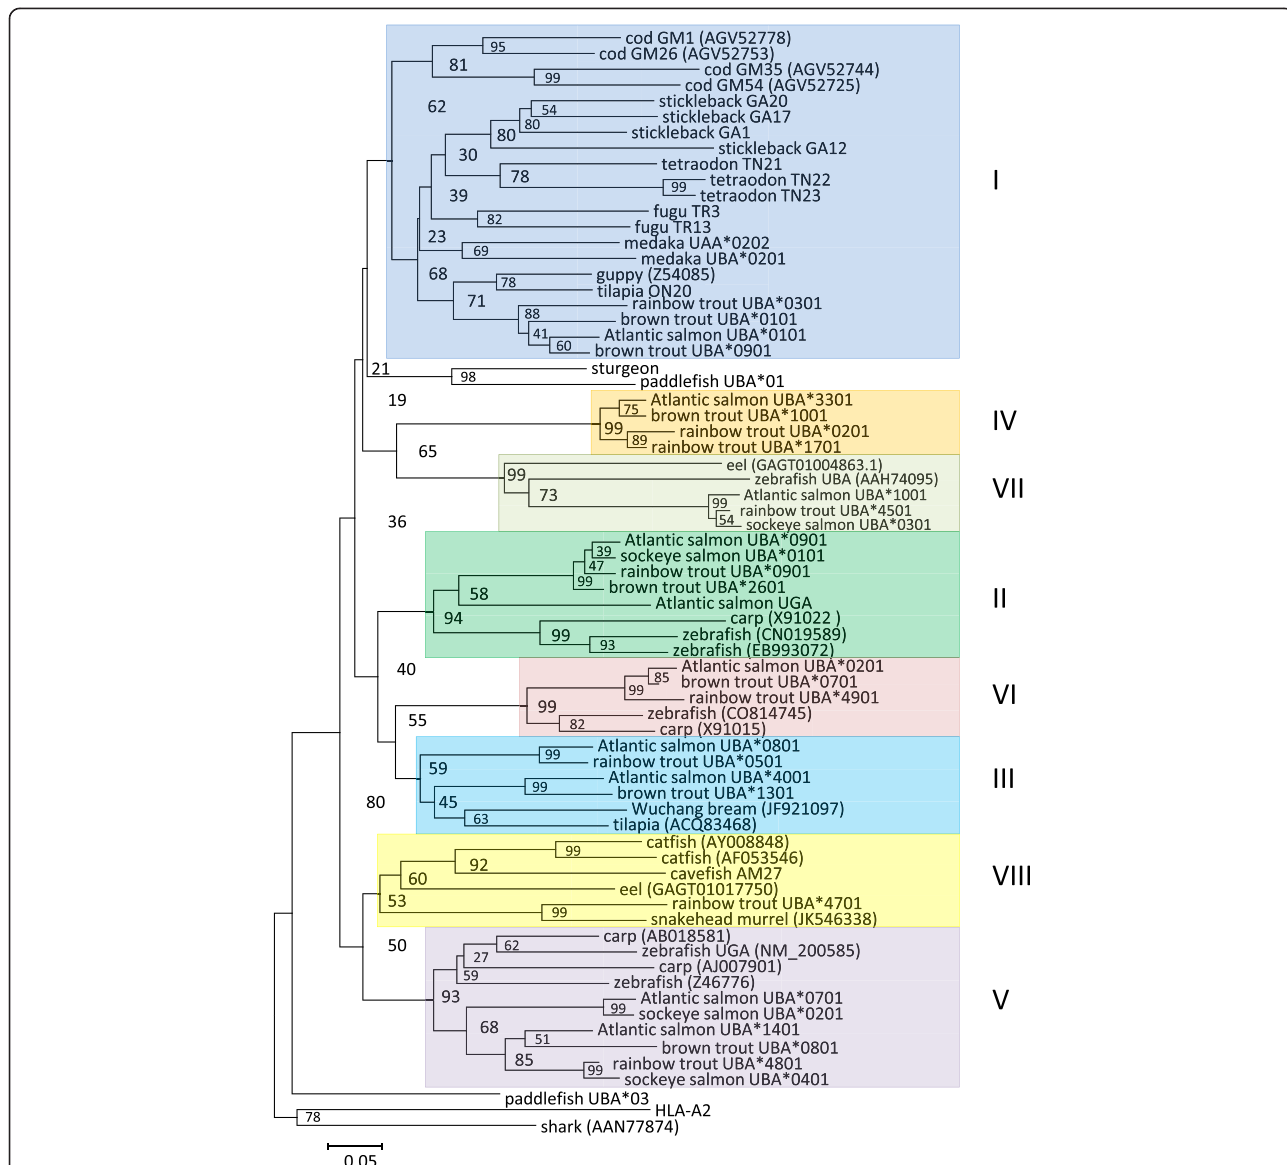 cod GM1 (AGV52778)
95
cod GM26 (AGV52753)
81
cod GM35 (AGV52744)
99
cod GM54 (AGV52725)
62
stickleback GA20
54
stickleback GA17
80
80
stickleback GA1
stickleback GA12
30
tetraodon TN21
78
tetraodon TN22
99
tetraodon TN23
39
I
fugu TR3
82
fugu TR13
23
medaka UAA*0202
69
medaka UBA*0201
68
guppy (Z54085)
78
tilapia ON20
71
rainbow trout UBA*0301
88
brown trout UBA*0101
41
Atlantic salmon UBA*0101
60
brown trout UBA*0901
21
sturgeon
98
paddlefish UBA*01
19
Atlantic salmon UBA*3301
75
brown trout UBA*1001
99
rainbow trout UBA*0201
89
rainbow trout UBA*1701
IV
65
eel (GAGT01004863.1)
99
zebrafish UBA (AAH74095)
73
Atlantic salmon UBA*1001
99
rainbow trout UBA*4501
54
sockeye salmon UBA*0301
VII
36
Atlantic salmon UBA*0901
39
sockeye salmon UBA*0101
47
rainbow trout UBA*0901
99
brown trout UBA*2601
58
Atlantic salmon UGA
94
carp (X91022 )
99
zebrafish (CN019589)
93
zebrafish (EB993072)
II
40
Atlantic salmon UBA*0201
85
brown trout UBA*0701
99
rainbow trout UBA*4901
99
zebrafish (CO814745)
82
carp (X91015)
VI
55
Atlantic salmon UBA*0801
99
rainbow trout UBA*0501
59
Atlantic salmon UBA*4001
99
brown trout UBA*1301
45
Wuchang bream (JF921097)
63
tilapia (ACQ83468)
III
80
catfish (AY008848)
99
catfish (AF053546)
92
cavefish AM27
60
eel (GAGT01017750)
53
rainbow trout UBA*4701
99
snakehead murrel (JK546338)
VIII
50
carp (AB018581)
62
zebrafish UGA (NM_200585)
27
carp (AJ007901)
59
zebrafish (Z46776)
93
Atlantic salmon UBA*0701
99
sockeye salmon UBA*0201
68
Atlantic salmon UBA*1401
51
brown trout UBA*0801
85
rainbow trout UBA*4801
99
sockeye salmon UBA*0401
V
paddlefish UBA*03
HLA-A2
78
shark (AAN77874)
0.05